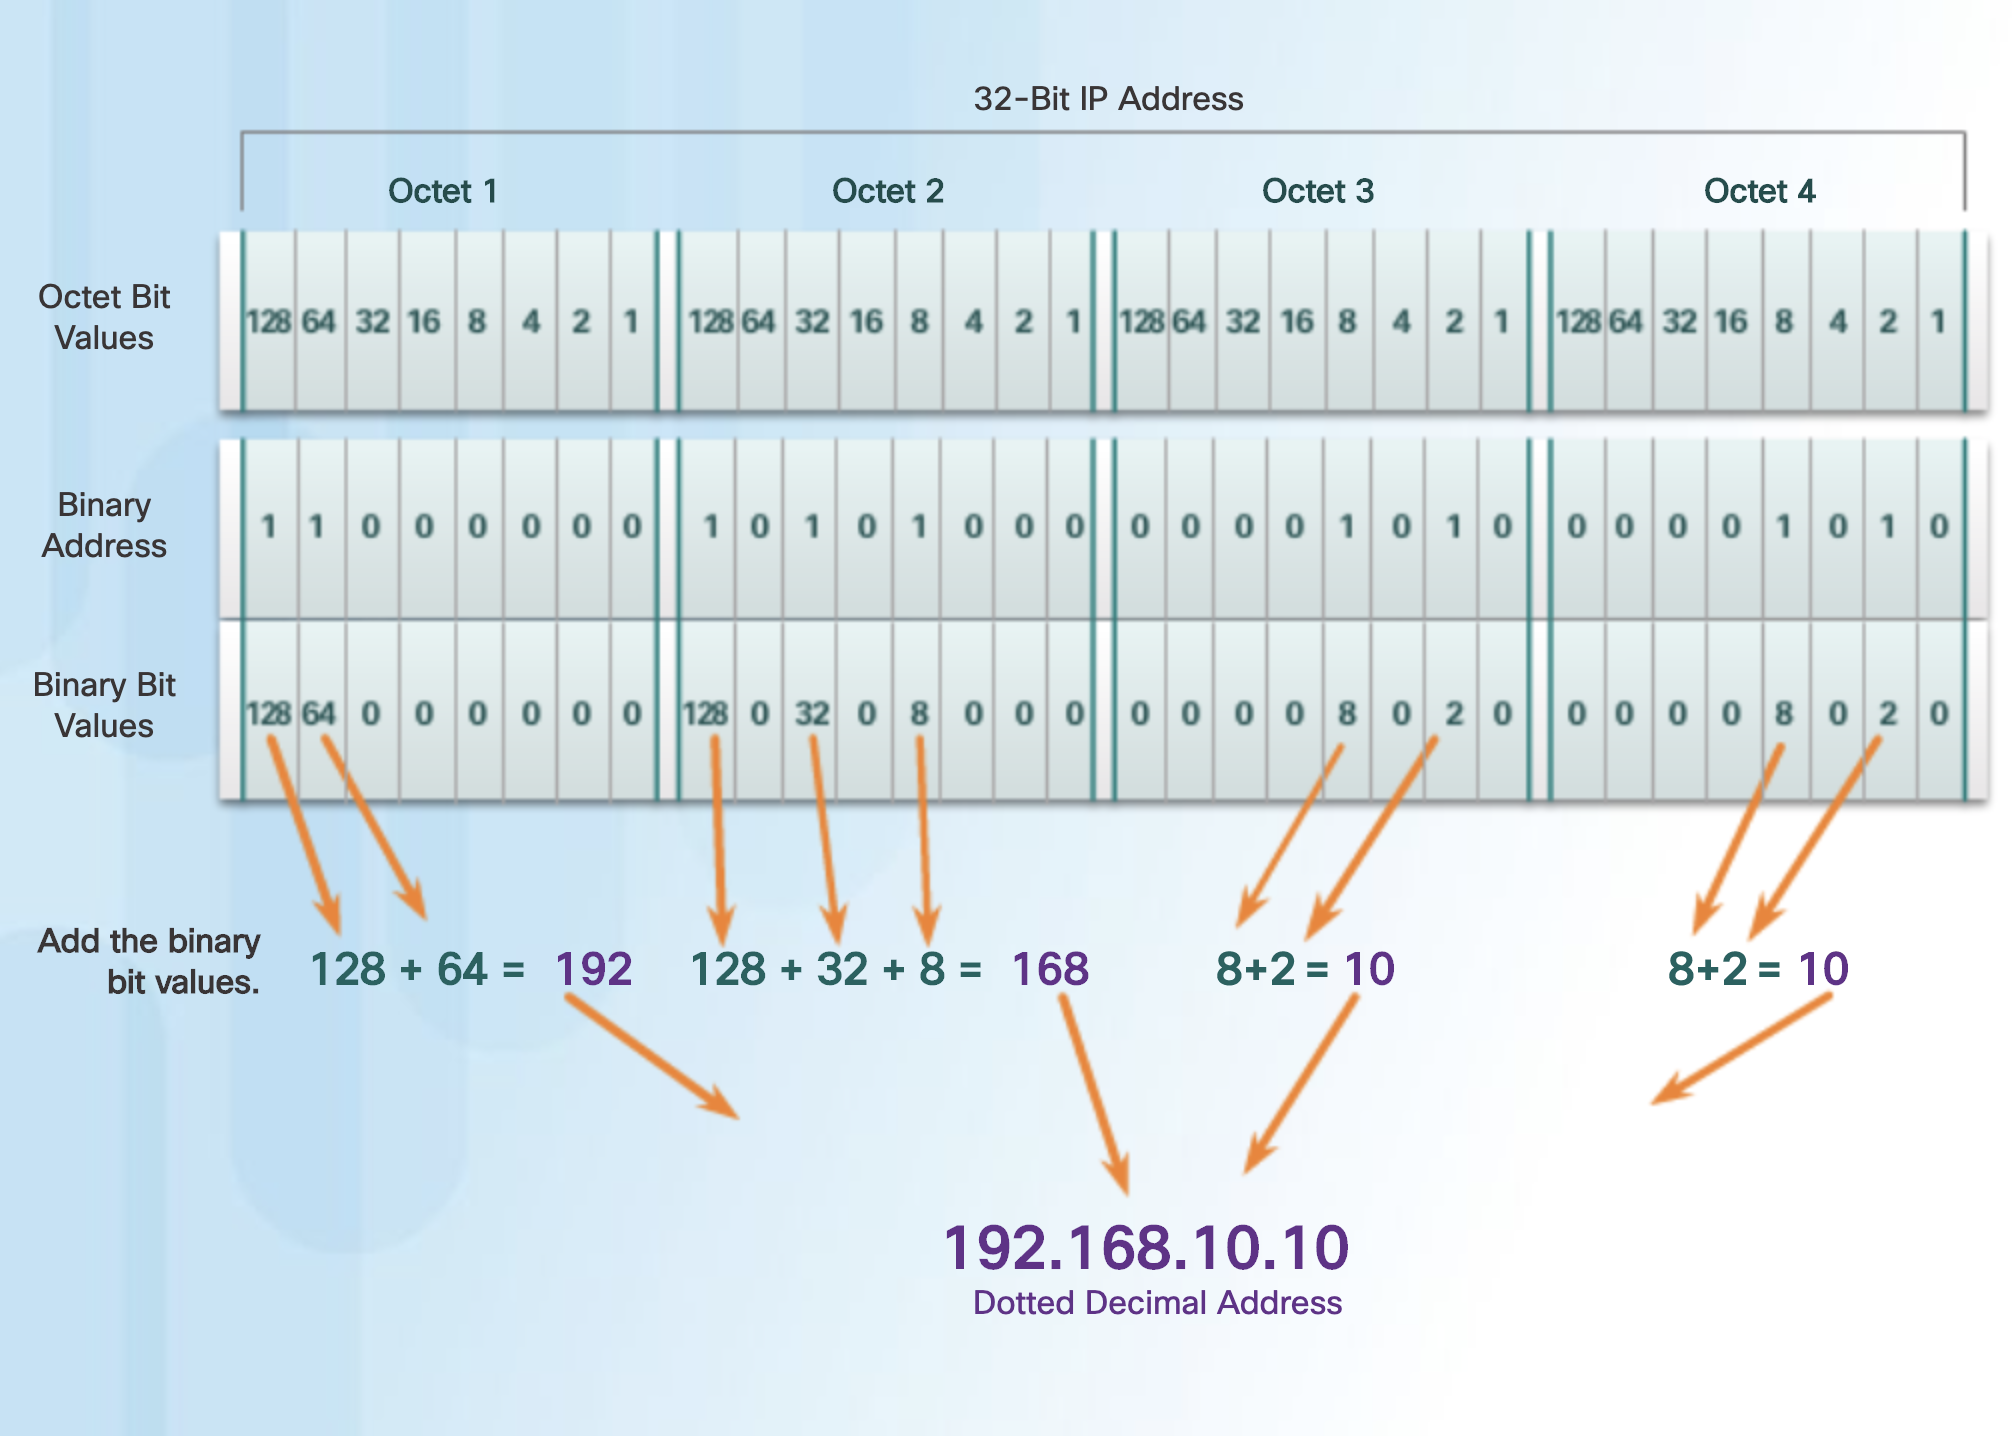 32-Bit IP Address
Octet 1 Octet 2 Octet 3 Octet 4
Octet Bit
Values
128 64 32 16 8 4 2 1 128 64 32 16 8 4 2 1 128 64 32 16 8 4 2 1 128 64 32 16 8 4 2 1
Binary
Address
1 1 0 0 0 0 0 0 1 0 1 0 1 0 0 0 0 0 0 0 1 0 1 0 0 0 0 0 1 0 1 0
Binary Bit
Values
128 64 0 0 0 0 0 0 128 0 32 0 8 0 0 0 0 0 0 0 8 0 2 0 0 0 0 0 8 0 2 0
Add the binary
bit values.
128 + 64 = 192 128 + 32 + 8 = 168 8+2 = 10 8+2 = 10
192.168.10.10
Dotted Decimal Address